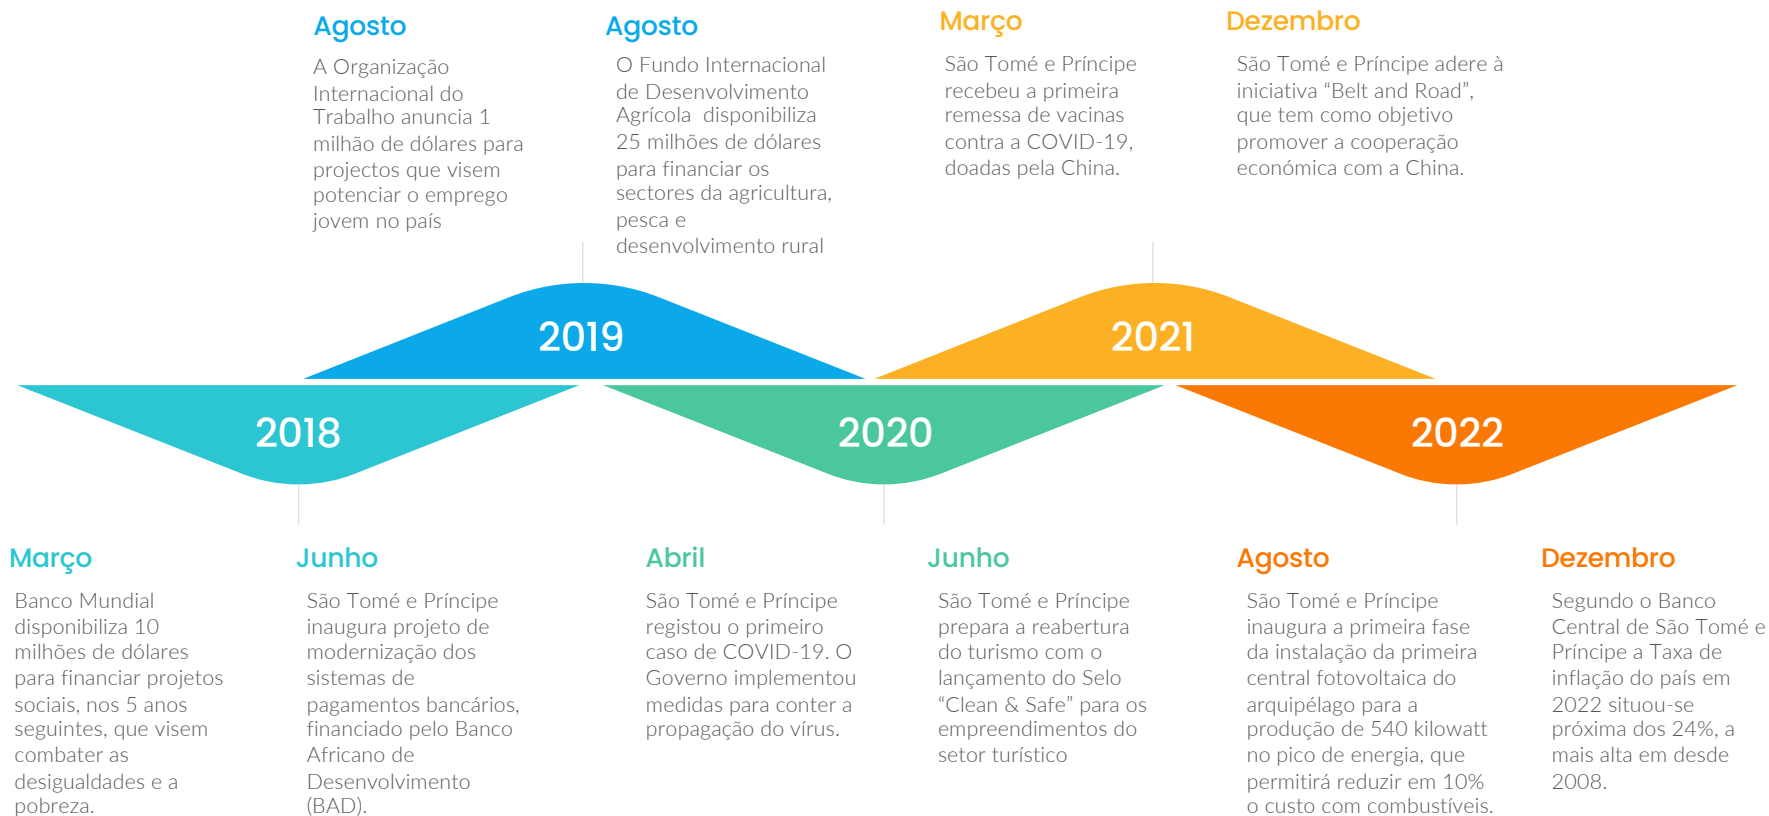 Agosto
A Organização
Internacional do
Trabalho anuncia 1
milhão de dólares para
projectos que visem
potenciar o emprego
jovem no país
Agosto
O Fundo Internacional
de Desenvolvimento
Agrícola  disponibiliza
25 milhões de dólares
para financiar os
sectores da agricultura,
pesca e
desenvolvimento rural
Março
São Tomé e Príncipe
recebeu a primeira
remessa de vacinas
contra a COVID-19,
doadas pela China.
Dezembro
São Tomé e Príncipe adere à
iniciativa “Belt and Road”,
que tem como objetivo
promover a cooperação
económica com a China.
2019
2021
2018
2020
2022
Março
Banco Mundial
disponibiliza 10
milhões de dólares
para financiar projetos
sociais, nos 5 anos
seguintes, que visem
combater as
desigualdades e a
pobreza.
Junho
São Tomé e Príncipe
inaugura projeto de
modernização dos
sistemas de
pagamentos bancários,
financiado pelo Banco
Africano de
Desenvolvimento
(BAD).
Abril
São Tomé e Príncipe
registou o primeiro
caso de COVID-19. O
Governo implementou
medidas para conter a
propagação do vírus.
Junho
São Tomé e Príncipe
prepara a reabertura
do turismo com o
lançamento do Selo
“Clean & Safe” para os
empreendimentos do
setor turístico
Agosto
São Tomé e Príncipe
inaugura a primeira fase
da instalação da primeira
central fotovoltaica do
arquipélago para a
produção de 540 kilowatt
no pico de energia, que
permitirá reduzir em 10%
o custo com combustíveis.
Dezembro
Segundo o Banco
Central de São Tomé e
Príncipe a Taxa de
inflação do país em
2022 situou-se
próxima dos 24%, a
mais alta em desde
2008.